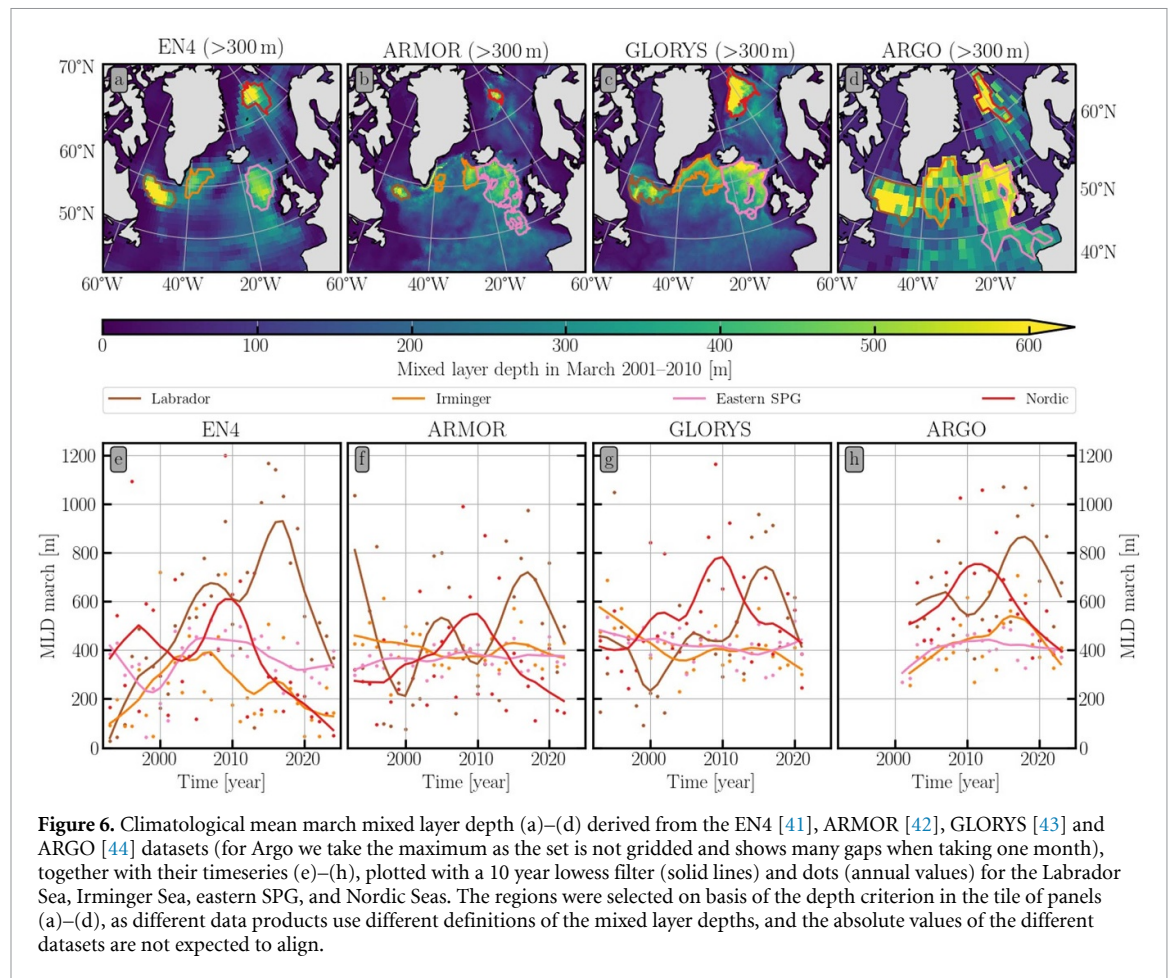 EN4 (>300 m) ARMOR (>300 m) GLORYS (>300 m) ARGO (>300 m)
70°N a b c d
60°N 60°N
50°N 50°N
40°N
60°W 40°W 20°W 60°W 40°W 20°W 60°W 40°W 20°W 60°W 40°W 20°W
0 100 200 300 400 500 600
Mixed layer depth in March 2001–2010 [m]
Labrador Irminger Eastern SPG Nordic
EN4 ARMOR GLORYS ARGO
e f g h
1200 1200
1000 1000
800 800
600 600
400 400
200 200
0 0
MLD march [m] MLD march [m]
2000 2010 2020 2000 2010 2020 2000 2010 2020 2000 2010 2020
Time [year] Time [year] Time [year] Time [year]
Figure 6. Climatological mean march mixed layer depth (a)–(d) derived from the EN4 [41], ARMOR [42], GLORYS [43] and
ARGO [44] datasets (for Argo we take the maximum as the set is not gridded and shows many gaps when taking one month),
together with their timeseries (e)–(h), plotted with a 10 year lowess filter (solid lines) and dots (annual values) for the Labrador
Sea, Irminger Sea, eastern SPG, and Nordic Seas. The regions were selected on basis of the depth criterion in the tile of panels
(a)–(d), as different data products use different definitions of the mixed layer depths, and the absolute values of the different
datasets are not expected to align.